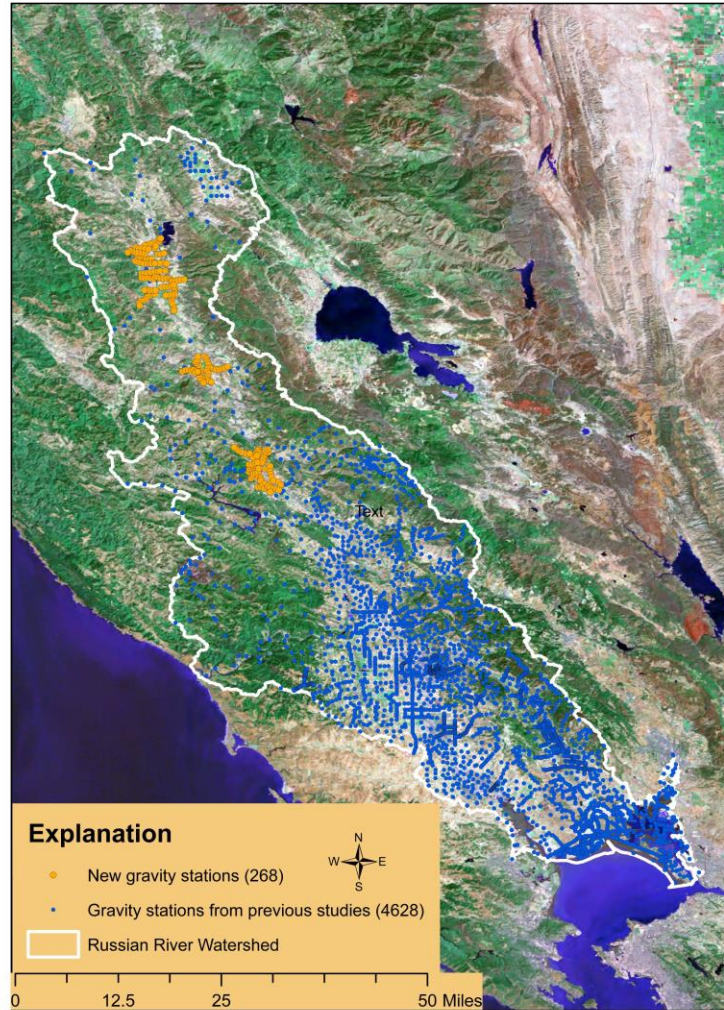 Text
Explanation
N
W E
S
New gravity stations (268)
Gravity stations from previous studies (4628)
Russian River Watershed
0 12.5 25 50 Miles